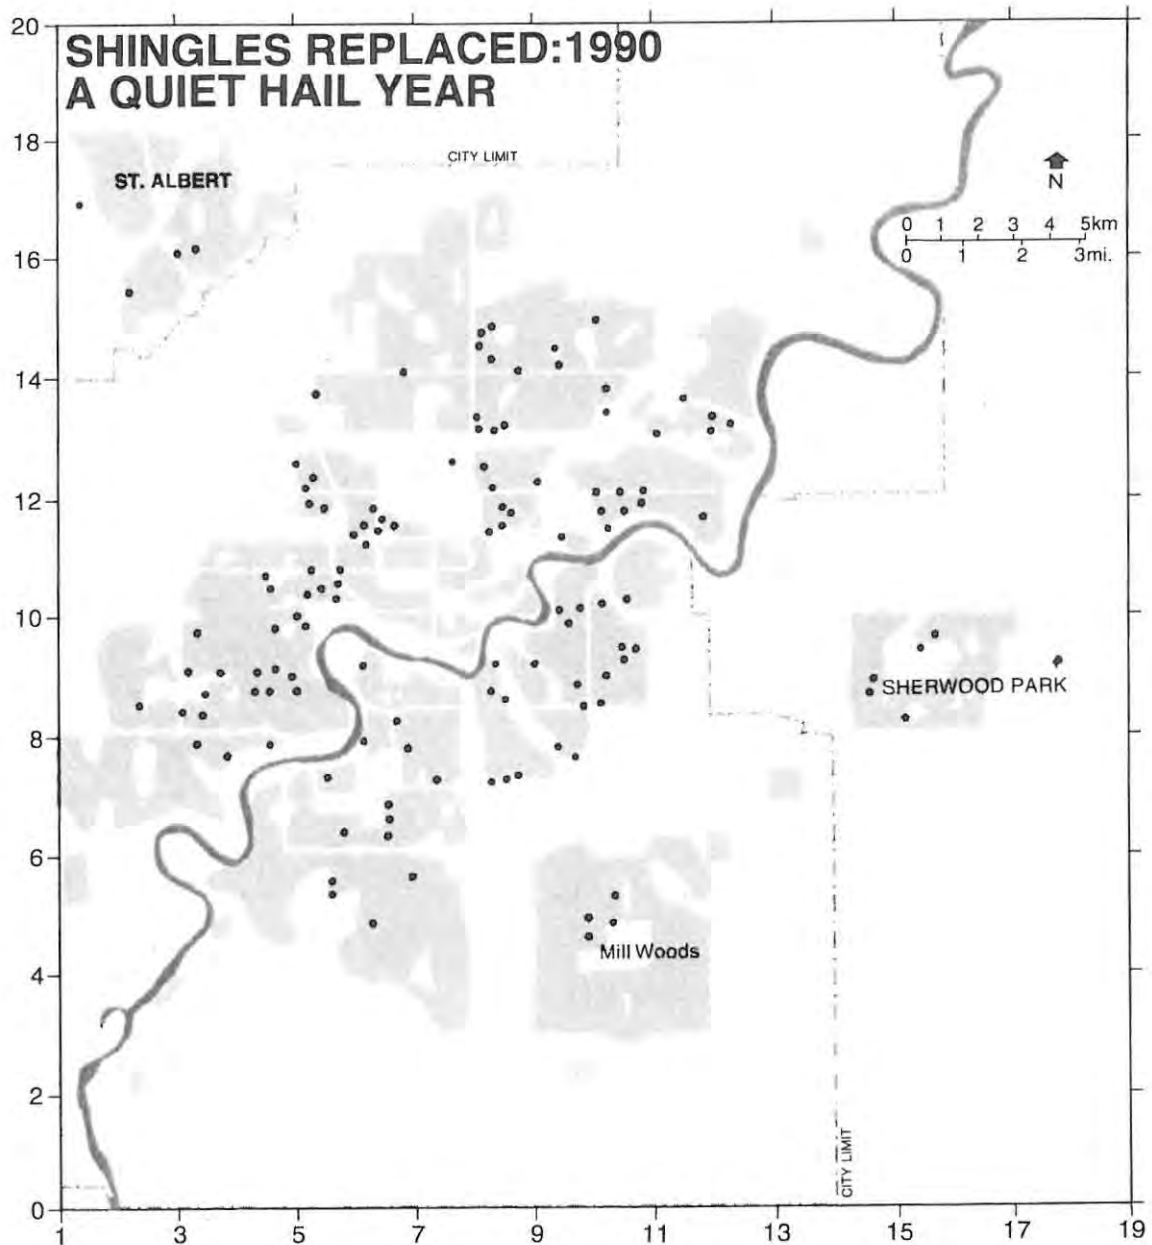 SHINGLES REPLACED:1990
A QUIET HAIL YEAR
20
18
16
14
12
10
8
6
4
2
0
1 3 5 7 9 11 13 15 17 19
CITY LIMIT
ST. ALBERT
N
0 1 2 3 4 5km
0 1 2 3mi.
SHERWOOD PARK
Mill Woods
CITY LIMIT